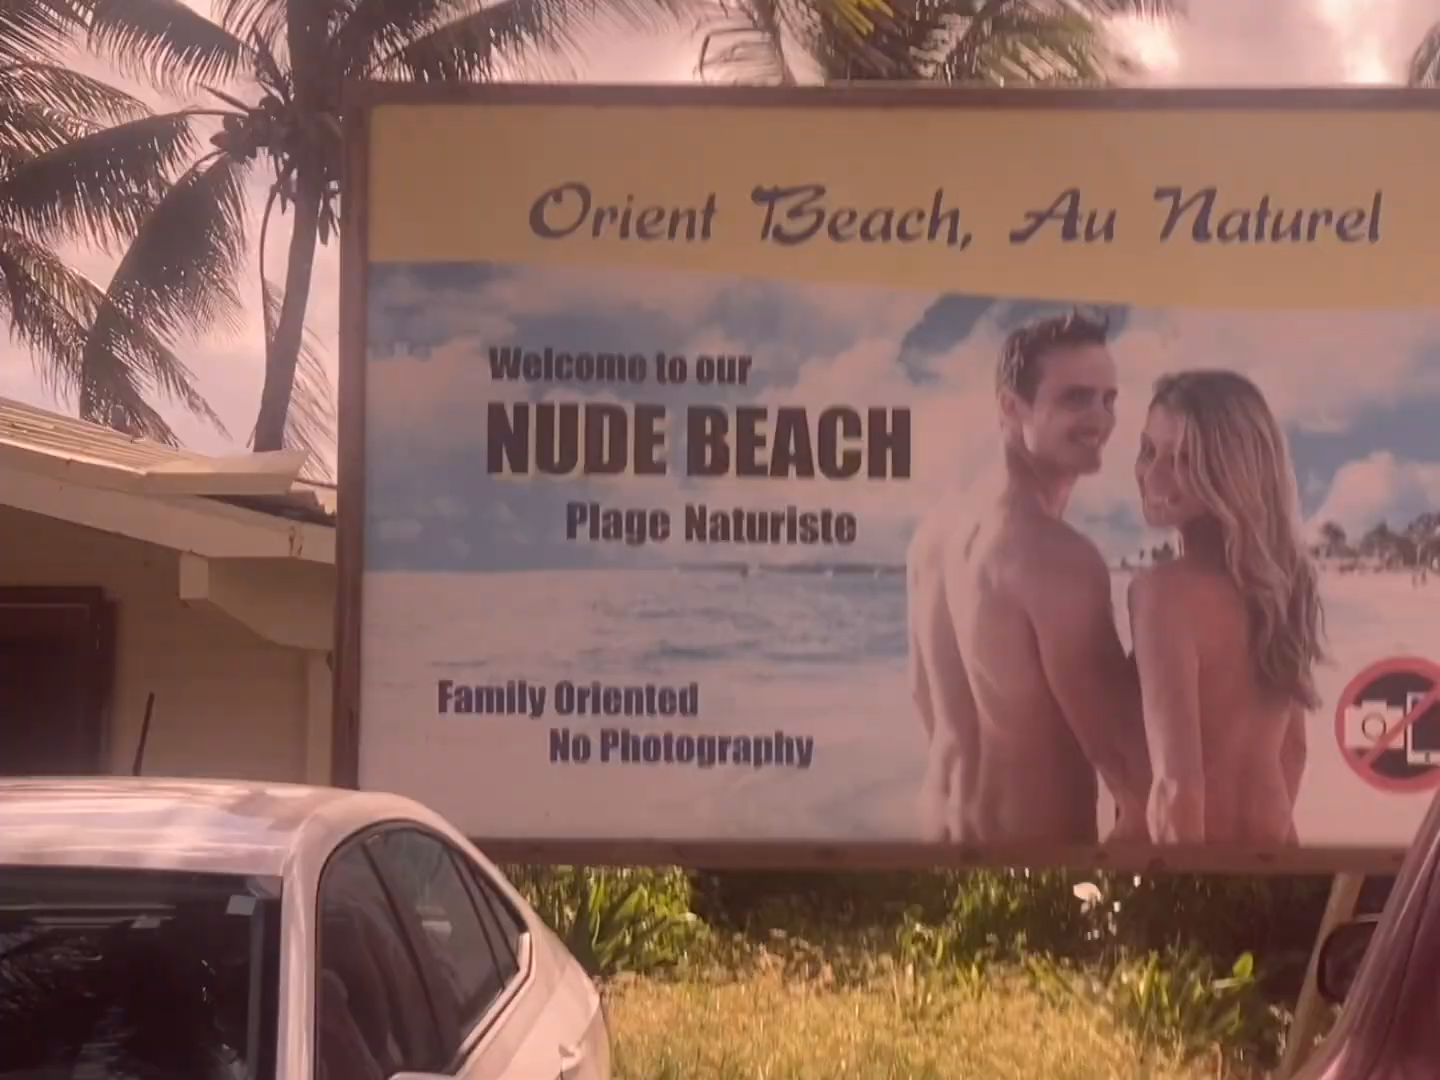 Orient Beach, Au Naturel
Welcome to our
NUDE BEACH
Plage Naturiste
Family Oriented
No Photography